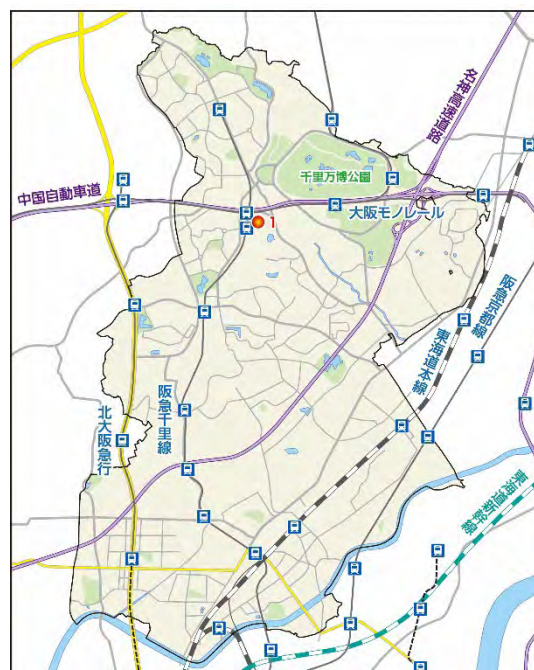 名神高速道路
千里万博公園
中国自動車道
大阪モノレール
1
阪急京都線
東海道本線
阪急千里線
北大阪急行
東海道新幹線